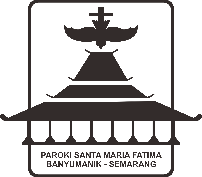 PAROKI SANTA MARIA FATIMA
BANYUMANIK - SEMARANG